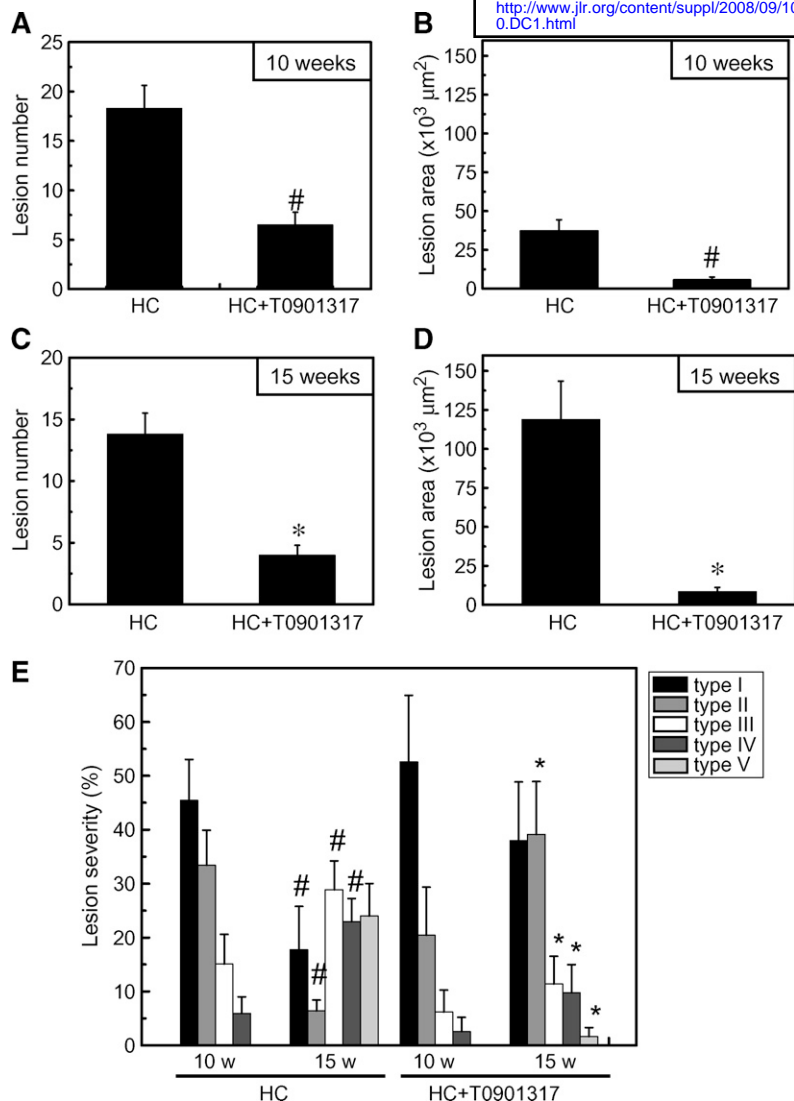 http://www.jlr.org/content/suppl/2008/09/10
0.DC1.html
A
10 weeks
Lesion number
25
20
15
10
5
0
#
HC
HC+T0901317
B
10 weeks
Lesion area (x10³ µm²)
150
125
100
75
50
25
0
#
HC
HC+T0901317
C
15 weeks
Lesion number
20
15
10
5
0
*
HC
HC+T0901317
D
15 weeks
Lesion area (x10³ µm²)
150
125
100
75
50
25
0
*
HC
HC+T0901317
E
Lesion severity (%)
70
60
50
40
30
20
10
0
# # # #
* * * *
type I
type II
type III
type IV
type V
10 w 15 w 10 w 15 w
HC HC+T0901317